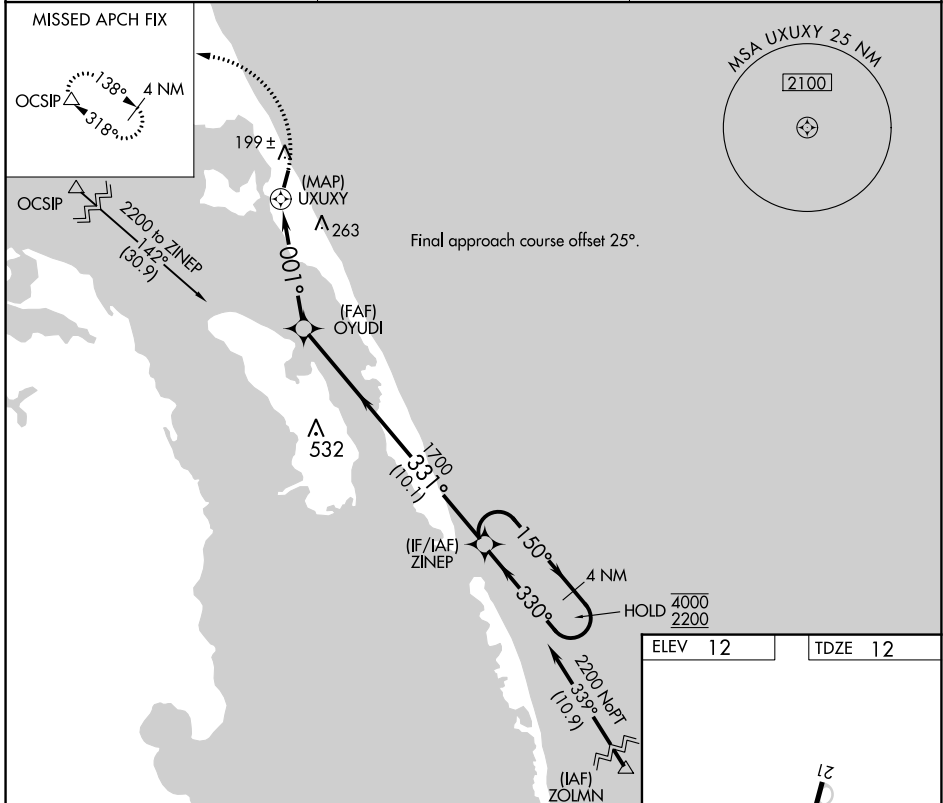 MISSED APCH FIX
OCSIP
138°
4 NM
318°
MSA UXUXY 25 NM
2100
199 ±
(MAP)
UXUXY
263
OCSIP
2200 to ZINEP
142°
(30.9)
Final approach course offset 25°.
001°
(FAF)
OYUDI
532
1700
331°
(10.1)
(IF/IAF)
ZINEP
150°
4 NM
330°
HOLD 4000
2200
2200 NoPT
339°
(10.9)
(IAF)
ZOLMN
ELEV 12
TDZE 12
21